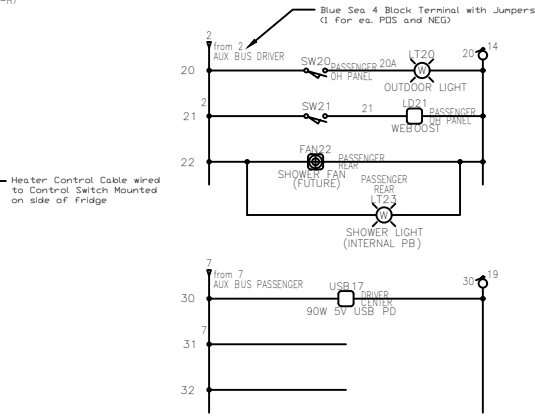 Blue Sea 4 Block Terminal with Jumpers
(1 for ea. POS and NEG)
2
from 2
AUX BUS DRIVER
20
14
20
SW20
PASSENGER
OH PANEL
20A
LT20
W
OUTDOOR LIGHT
2
21
SW21
21
LD21
PASSENGER
OH PANEL
WEBOOST
22
FAN22
PASSENGER
REAR
SHOWER FAN
(FUTURE)
PASSENGER
REAR
LT23
W
SHOWER LIGHT
(INTERNAL PB)
Heater Control Cable wired
to Control Switch Mounted
on side of fridge
7
from 7
AUX BUS PASSENGER
30
19
30
USB17
DRIVER
CENTER
90W 5V USB PD
7
31
32